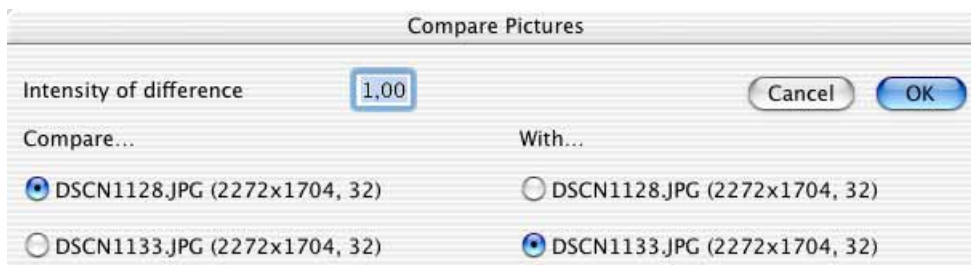 Compare Pictures
Intensity of difference 1,00 Cancel OK
Compare... With...
DSCN1128.JPG (2272x1704, 32) DSCN1128.JPG (2272x1704, 32)
DSCN1133.JPG (2272x1704, 32) DSCN1133.JPG (2272x1704, 32)